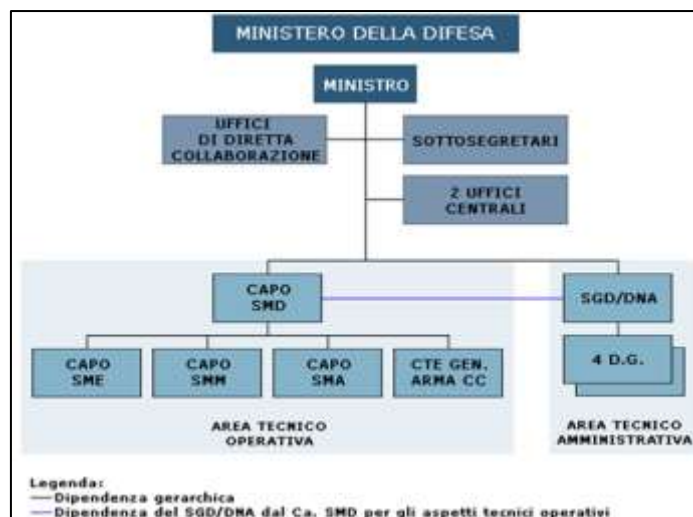 MINISTERO DELLA DIFESA
MINISTRO
UFFICI
DI DIRETTA
COLLABORAZIONE
SOTTOSEGRETARI
2 UFFICI
CENTRALI
CAPO
SMD
SGD/DNA
CAPO
SME
CAPO
SMM
CAPO
SMA
CTE GEN.
ARMA CC
4 D.G.
AREA TECNICO
OPERATIVA
AREA TECNICO
AMMINISTRATIVA
Legenda:
Dipendenza gerarchica
Dipendenza del SGD/DNA dal Ca. SMD per gli aspetti tecnici operativi